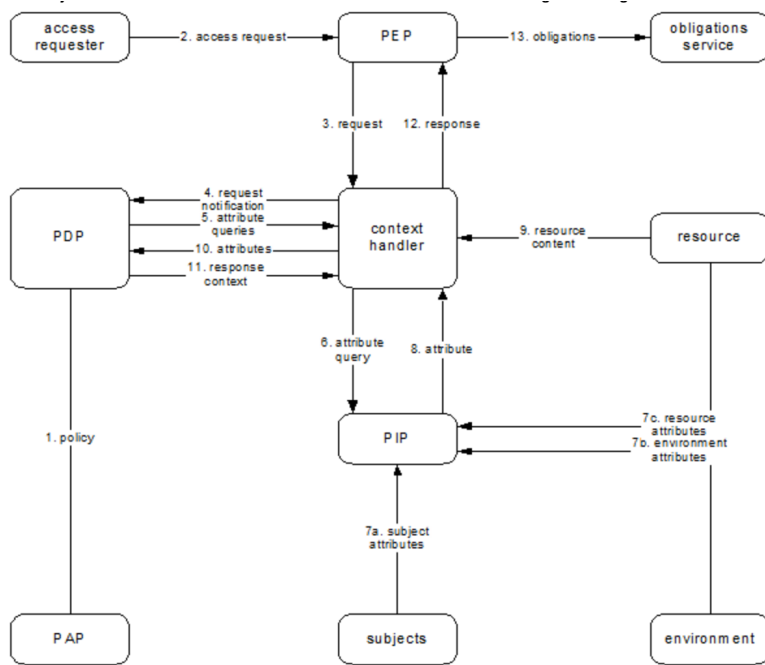 access
requester
2. access request
PEP
13. obligations
obligations
service
3. request
12. response
4. request
notification
5. attribute
queries
10. attributes
11. response
context
PDP
context
handler
9. resource
content
resource
6. attribute
query
8. attribute
1. policy
PIP
7c. resource
attributes
7b. environment
attributes
7a. subject
attributes
PAP
subjects
environment